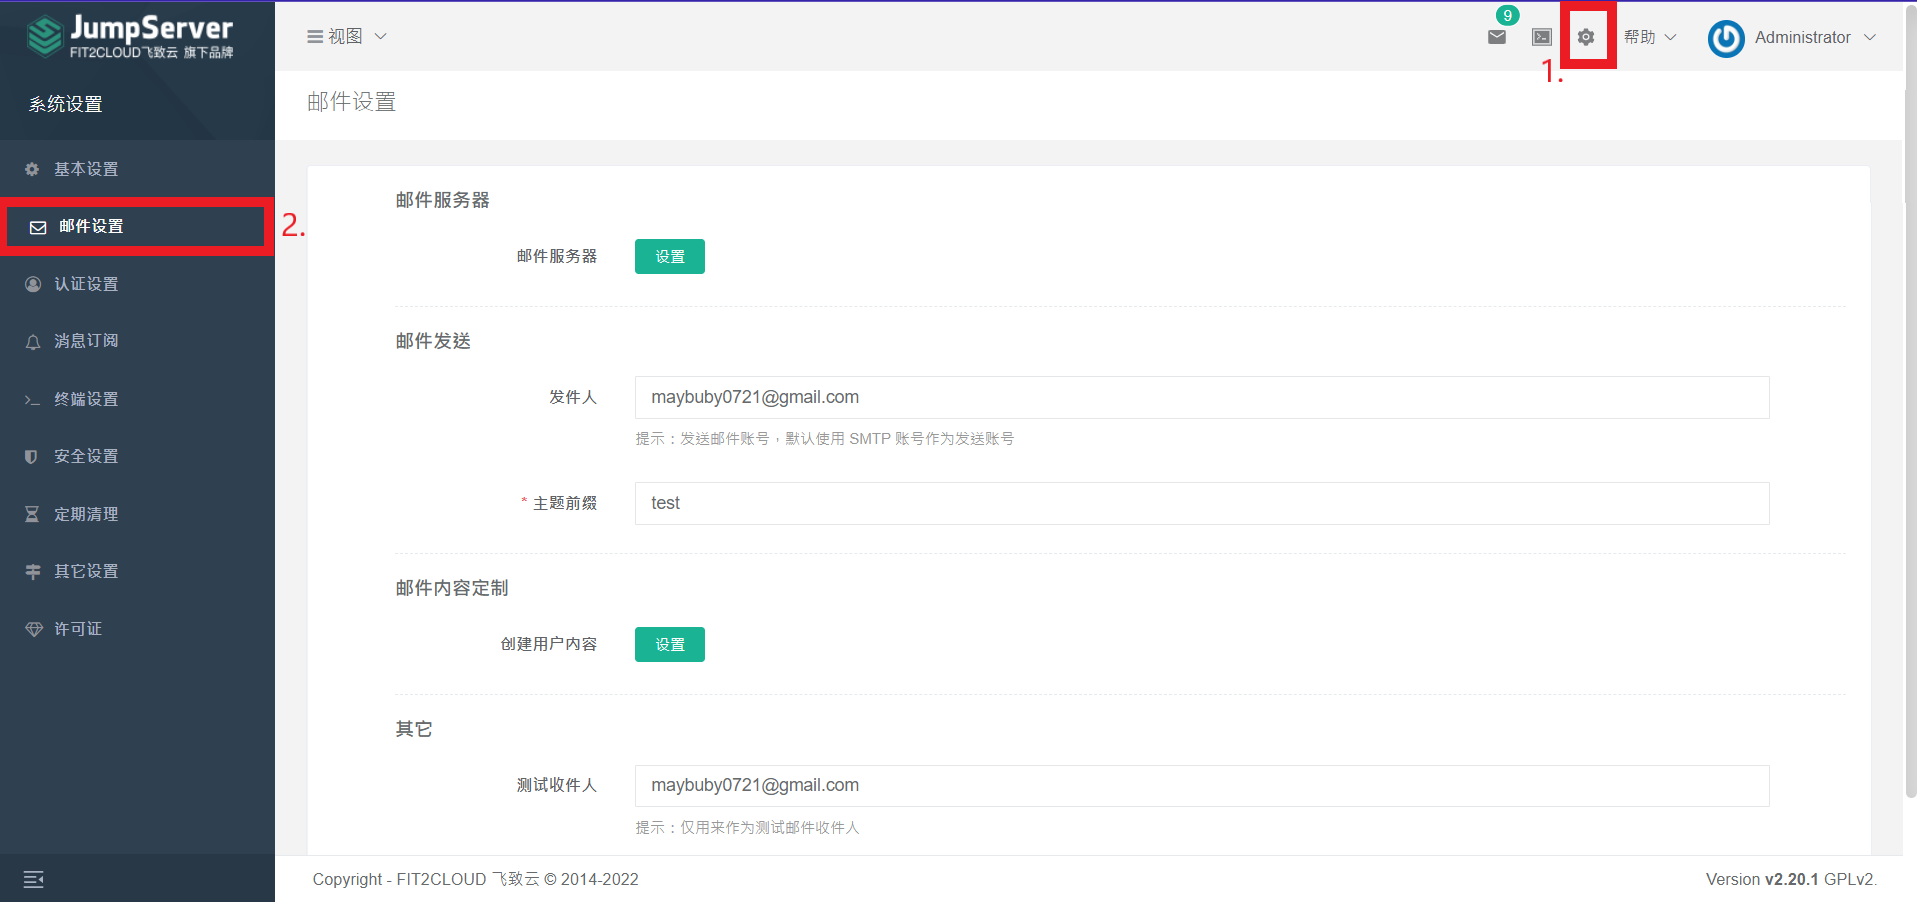 JumpServer
FIT2CLOUD飞致云 旗下品牌
系统设置
基本设置
邮件设置
2.
认证设置
消息订阅
终端设置
安全设置
定期清理
其它设置
许可证
视图
9
帮助
Administrator
1.
邮件设置
邮件服务器
邮件服务器 设置
邮件发送
发件人 maybuby0721@gmail.com
提示：发送邮件账号，默认使用 SMTP 账号作为发送账号
* 主题前缀 test
邮件内容定制
创建用户内容 设置
其它
测试收件人 maybuby0721@gmail.com
提示：仅用来作为测试邮件收件人
Copyright - FIT2CLOUD 飞致云 © 2014-2022
Version v2.20.1 GPLv2.